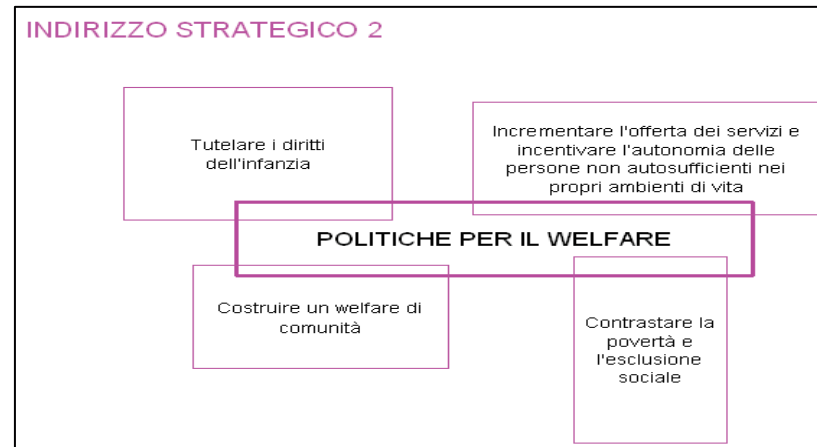 INDIRIZZO STRATEGICO 2
Tutelare i diritti
dell'infanzia
Incrementare l'offerta dei servizi e
incentivare l'autonomia delle
persone non autosufficienti nei
propri ambienti di vita
POLITICHE PER IL WELFARE
Costruire un welfare di
comunità
Contrastare la
povertà e
l'esclusione
sociale